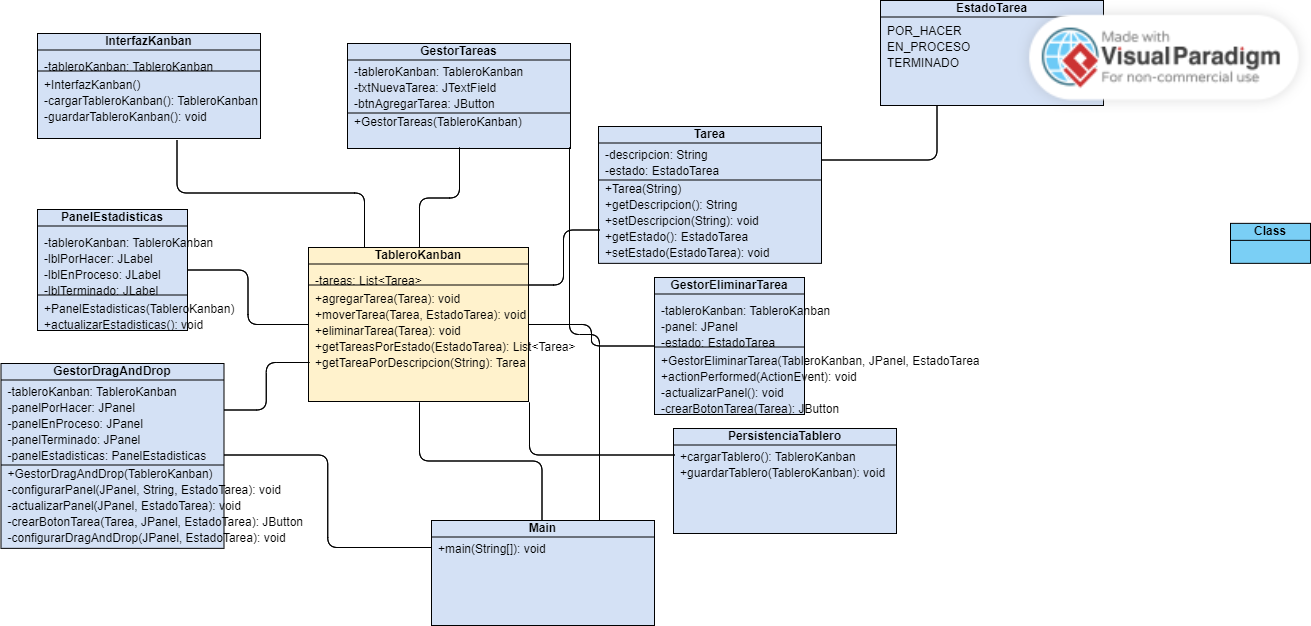 InterfazKanban
-tableroKanban: TableroKanban
+InterfazKanban()
-cargarTableroKanban(): TableroKanban
-guardarTableroKanban(): void
GestorTareas
-tableroKanban: TableroKanban
-txtNuevaTarea: JTextField
-btnAgregarTarea: JButton
+GestorTareas(TableroKanban)
EstadoTarea
POR_HACER
EN_PROCESO
TERMINADO
Made with
Visual Paradigm
For non-commercial use
Tarea
-descripcion: String
-estado: EstadoTarea
+Tarea(String)
+getDescripcion(): String
+setDescripcion(String): void
+getEstado(): EstadoTarea
+setEstado(EstadoTarea): void
Class
PanelEstadisticas
-tableroKanban: TableroKanban
-lblPorHacer: JLabel
-lblEnProceso: JLabel
-lblTerminado: JLabel
+PanelEstadisticas(TableroKanban)
+actualizarEstadisticas(): void
TableroKanban
-tareas: List<Tarea>
+agregarTarea(Tarea): void
+moverTarea(Tarea, EstadoTarea): void
+eliminarTarea(Tarea): void
+getTareasPorEstado(EstadoTarea): List<Tarea>
+getTareaPorDescripcion(String): Tarea
GestorEliminarTarea
-tableroKanban: TableroKanban
-panel: JPanel
-estado: EstadoTarea
+GestorEliminarTarea(TableroKanban, JPanel, EstadoTarea
+actionPerformed(ActionEvent): void
-actualizarPanel(): void
-crearBotonTarea(Tarea): JButton
GestorDragAndDrop
-tableroKanban: TableroKanban
-panelPorHacer: JPanel
-panelEnProceso: JPanel
-panelTerminado: JPanel
-panelEstadisticas: PanelEstadisticas
+GestorDragAndDrop(TableroKanban)
-configurarPanel(JPanel, String, EstadoTarea): void
-actualizarPanel(JPanel, EstadoTarea): void
-crearBotonTarea(Tarea, JPanel, EstadoTarea): JButton
-configurarDragAndDrop(JPanel, EstadoTarea): void
PersistenciaTablero
+cargarTablero(): TableroKanban
+guardarTablero(TableroKanban): void
Main
+main(String[]): void